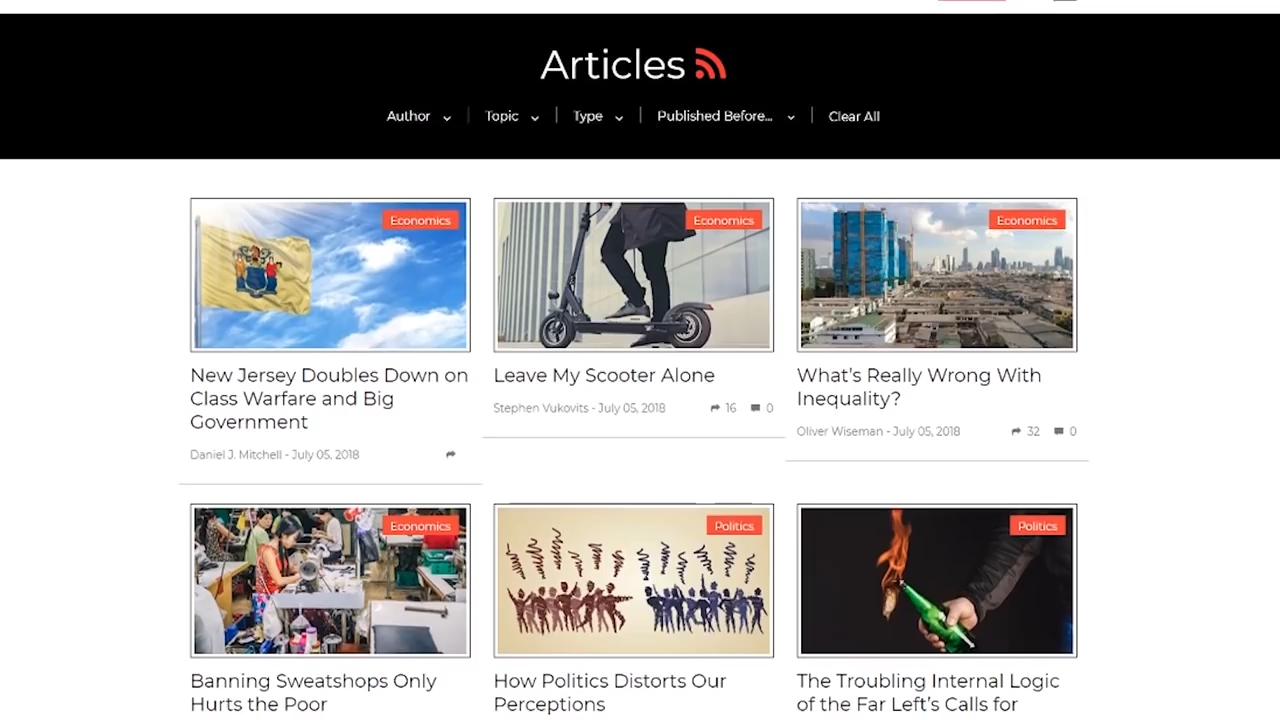 Articles
Author | Topic | Type | Published Before... | Clear All
Economics
New Jersey Doubles Down on
Class Warfare and Big
Government
Daniel J. Mitchell - July 05, 2018
Economics
Leave My Scooter Alone
Stephen Vukovits - July 05, 2018 16 0
Economics
What's Really Wrong With
Inequality?
Oliver Wiseman - July 05, 2018 32 0
Economics
Banning Sweatshops Only
Hurts the Poor
Politics
How Politics Distorts Our
Perceptions
Politics
The Troubling Internal Logic
of the Far Left's Calls for